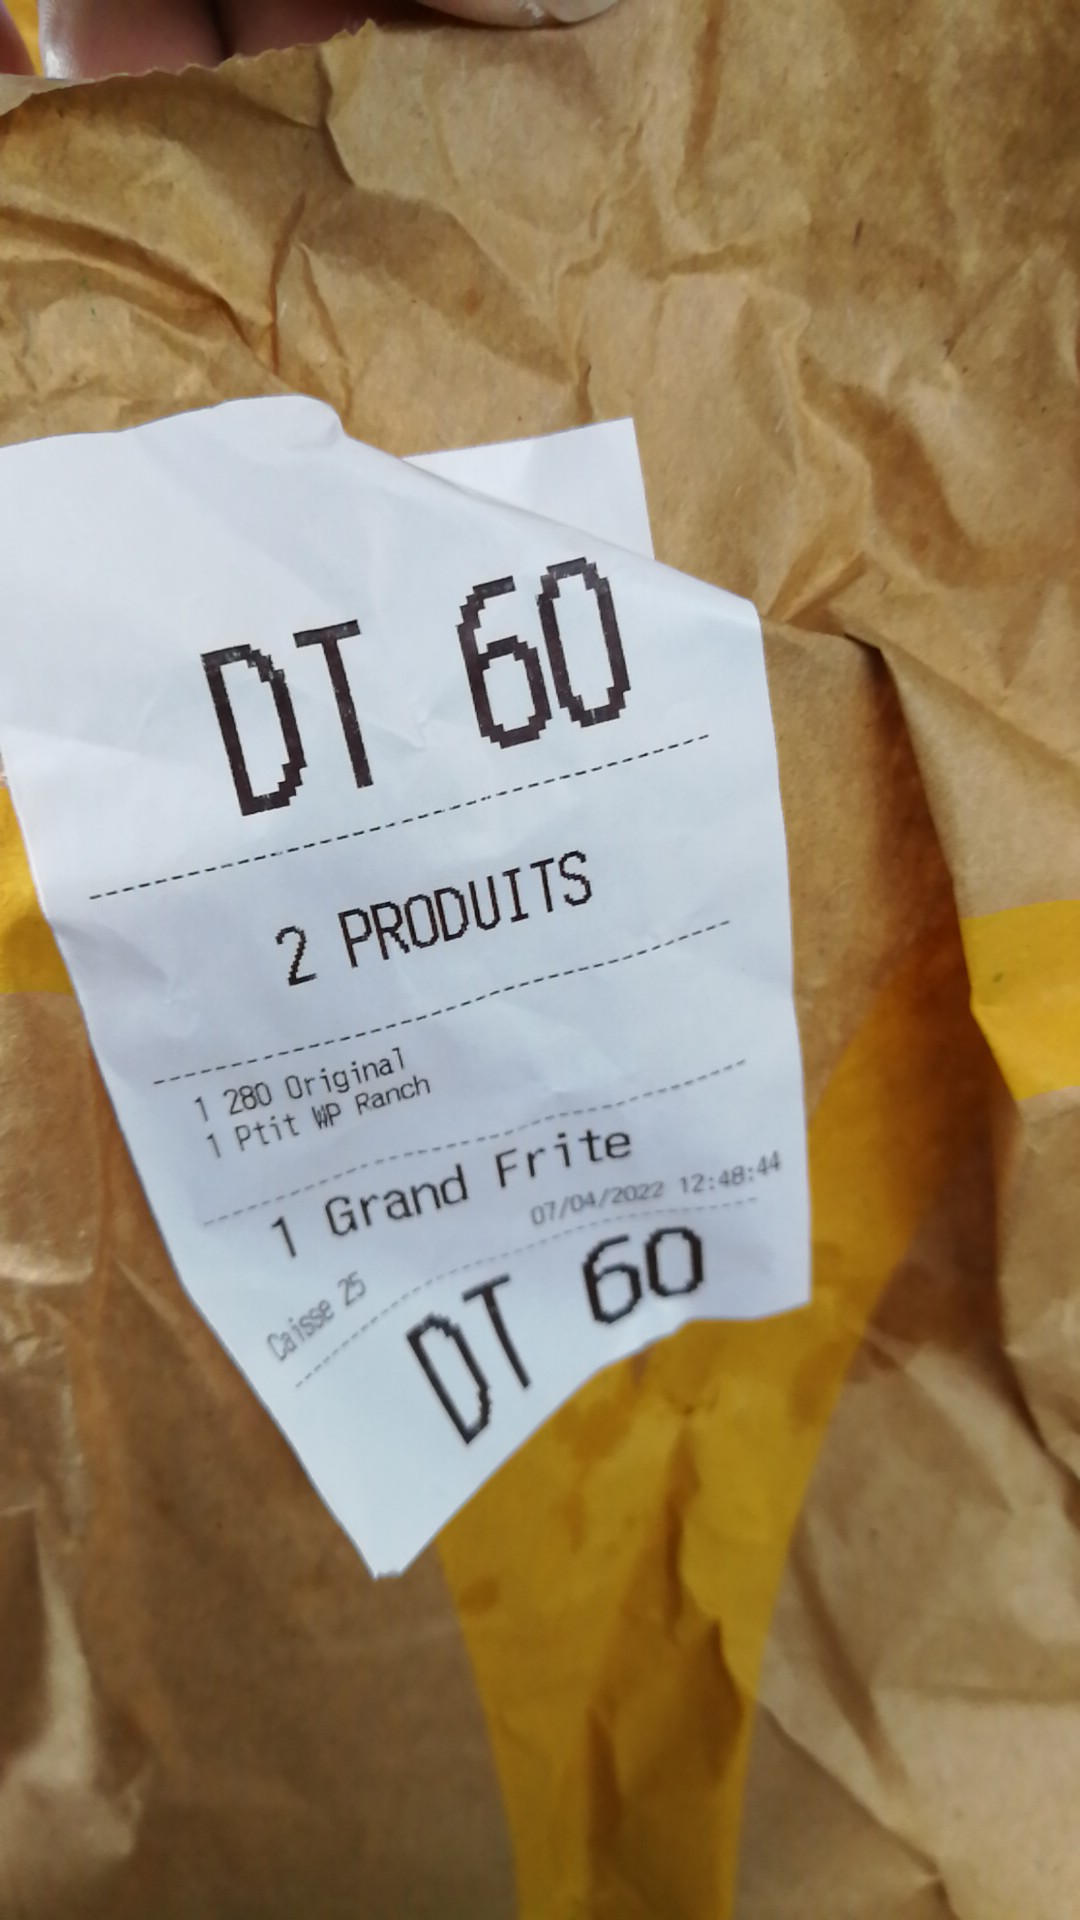 DT 60
2 PRODUITS
1 280 Original
1 Ptit WP Ranch
1 Grand Frite
07/04/2022 12:48:44
Caisse 25
DT 60